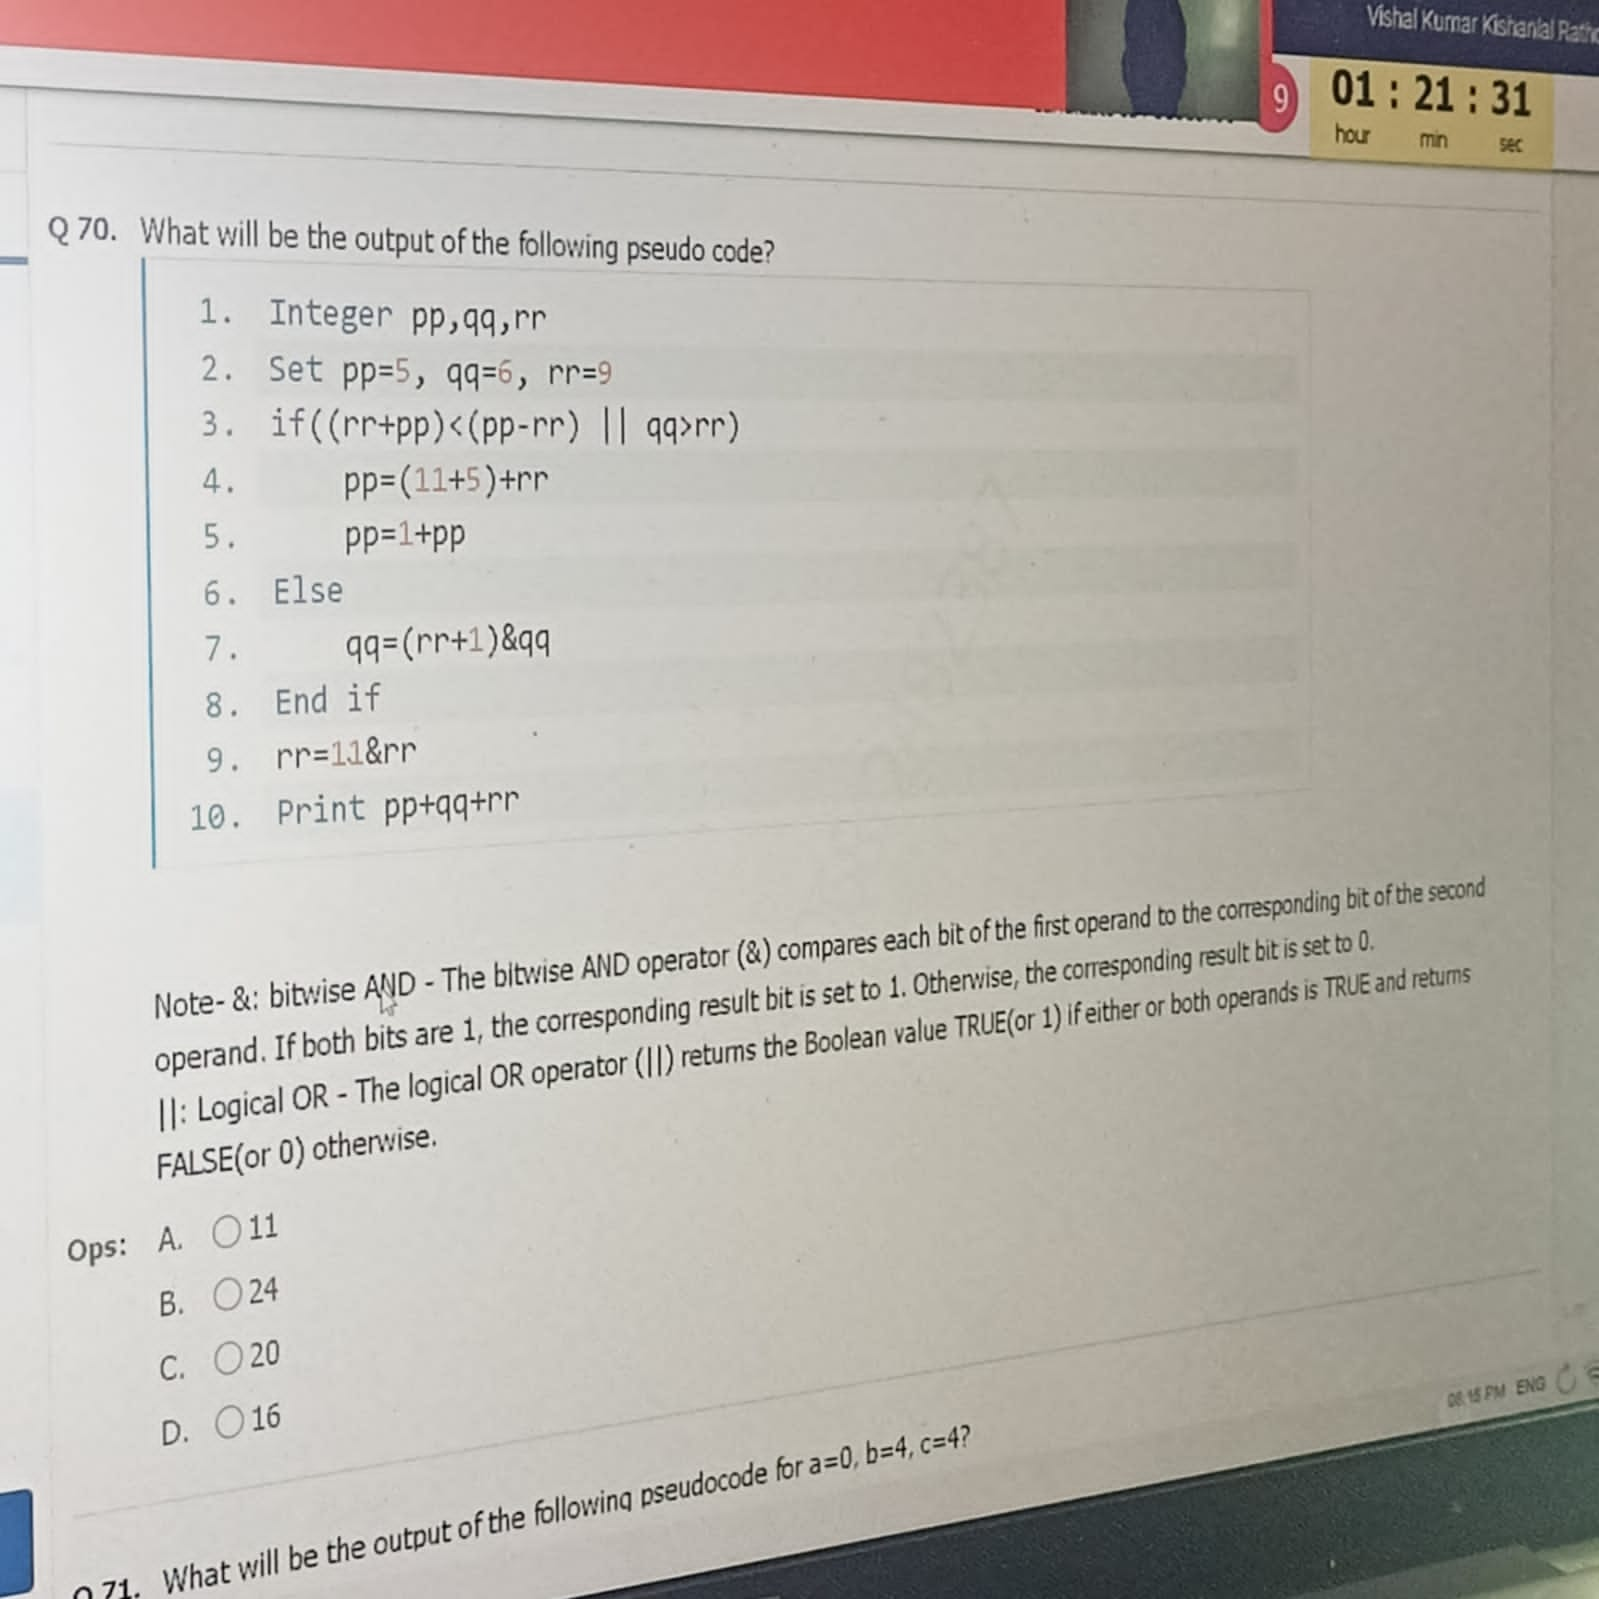 Vishal Kumar Kishanlal
9
01 : 21 : 31
hour min sec
Q 70. What will be the output of the following pseudo code?
1. Integer pp,qq,rr
2. Set pp=5, qq=6, rr=9
3. if((rr+pp)<(pp-rr) || qq>rr)
4. pp=(11+5)+rr
5. pp=1+pp
6. Else
7. qq=(rr+1)&qq
8. End if
9. rr=11&rr
10. Print pp+qq+rr
Note- &: bitwise AND - The bitwise AND operator (&) compares each bit of the first operand to the corresponding bit of the second
operand. If both bits are 1, the corresponding result bit is set to 1. Otherwise, the corresponding result bit is set to 0.
||: Logical OR - The logical OR operator (||) returns the Boolean value TRUE(or 1) if either or both operands is TRUE and returns
FALSE(or 0) otherwise.
Ops: A. 11
B. 24
C. 20
D. 16
PM ENG
Q 71. What will be the output of the following pseudocode for a=0, b=4, c=4?